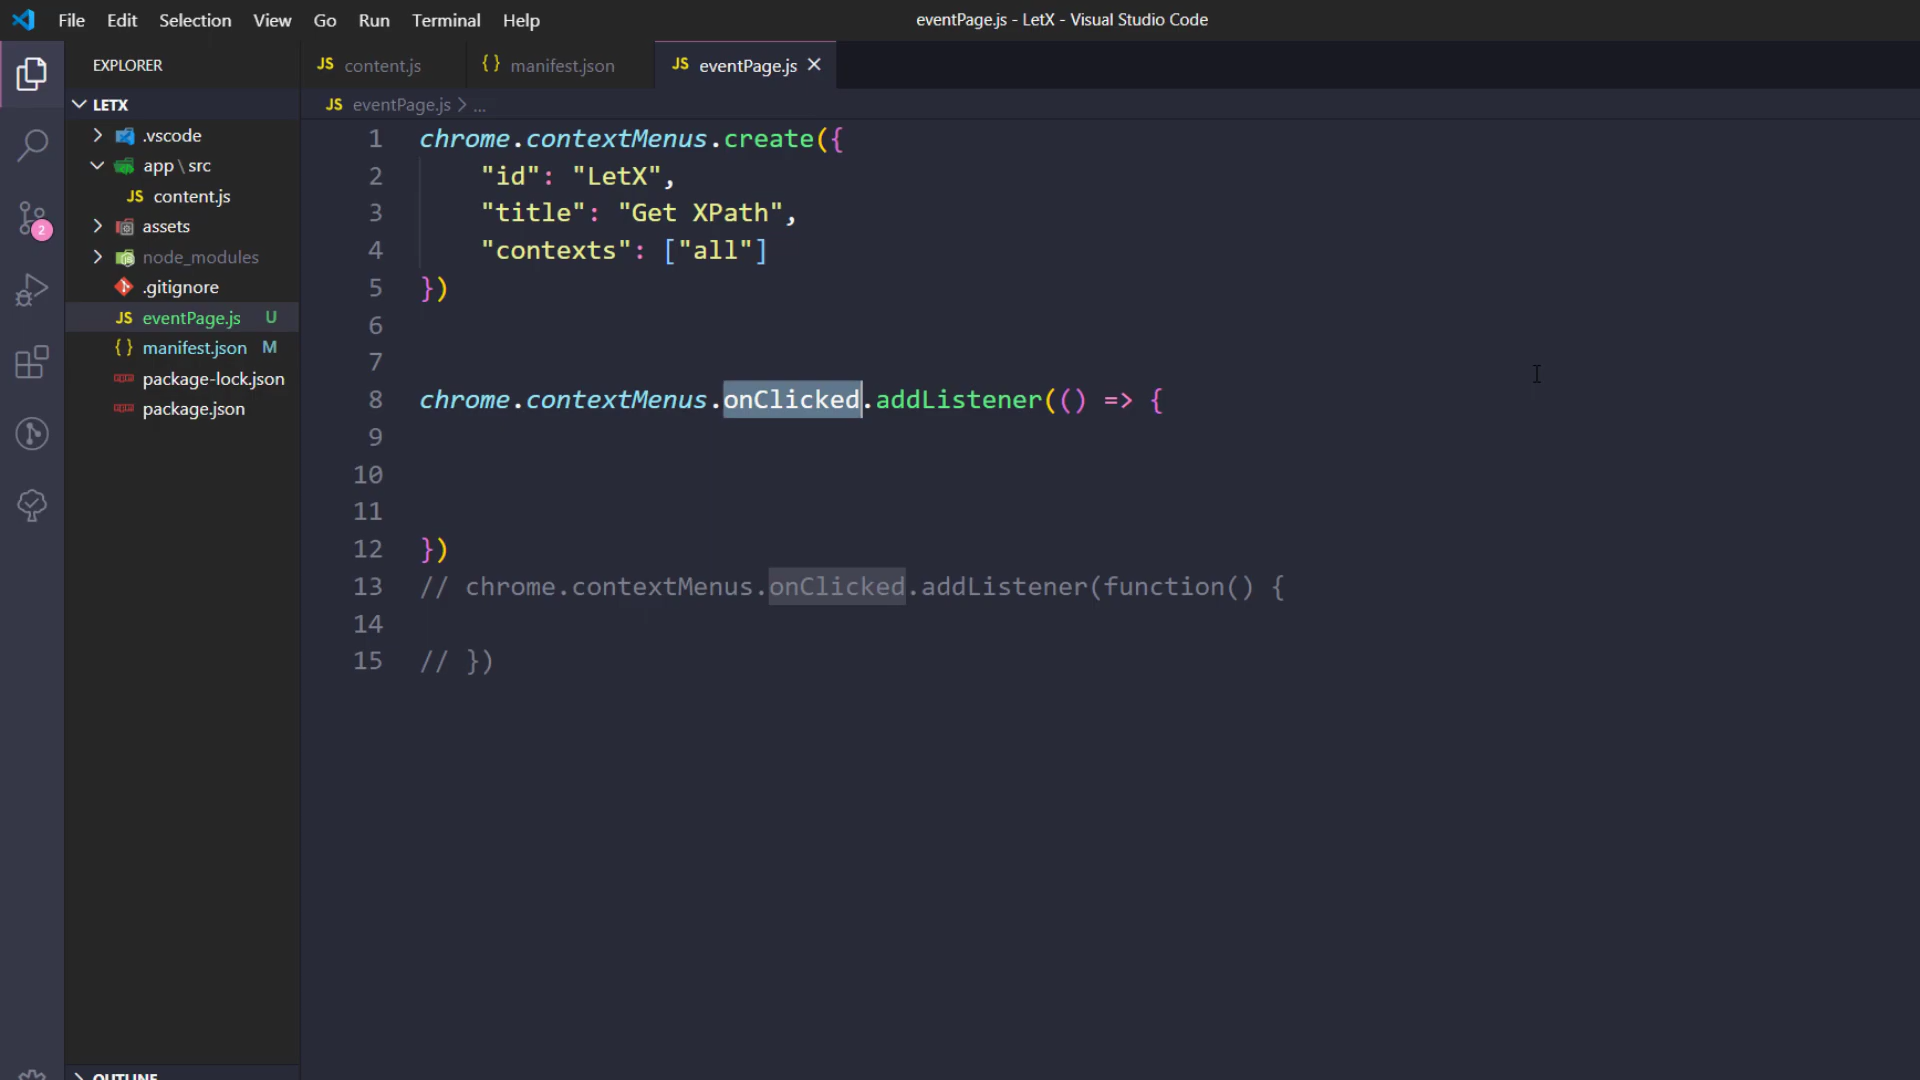 File Edit Selection View Go Run Terminal Help
eventPage.js - LetX - Visual Studio Code
EXPLORER
LETX
.vscode
app \ src
JS content.js
assets
node_modules
.gitignore
JS eventPage.js U
{} manifest.json M
package-lock.json
package.json
2
JS content.js
{} manifest.json
JS eventPage.js
JS eventPage.js > ...
1 chrome.contextMenus.create({
2 "id": "LetX",
3 "title": "Get XPath",
4 "contexts": ["all"]
5 })
6
7
8 chrome.contextMenus.onClicked.addListener(() => {
9
10
11
12 })
13 // chrome.contextMenus.onClicked.addListener(function() {
14
15 // })
OUTLINE